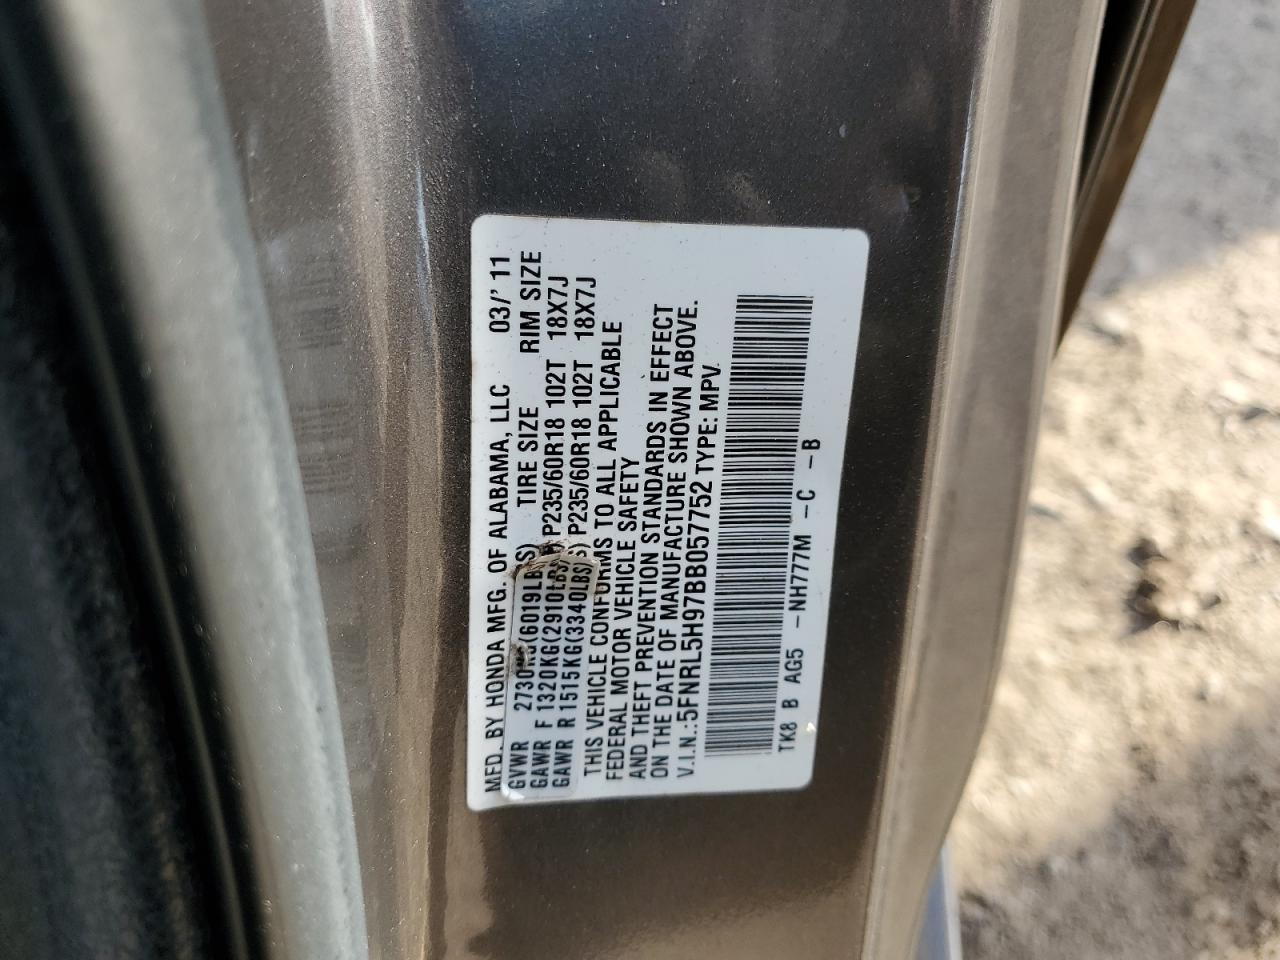 MFD. BY HONDA MFG. OF ALABAMA, LLC 03/'11
GVWR 2730KG(6019LBS) TIRE SIZE RIM SIZE
GAWR F 1320KG(2910LBS) P235/60R18 102T 18X7J
GAWR R 1515KG(3340LBS) P235/60R18 102T 18X7J
THIS VEHICLE CONFORMS TO ALL APPLICABLE
FEDERAL MOTOR VEHICLE SAFETY
AND THEFT PREVENTION STANDARDS IN EFFECT
ON THE DATE OF MANUFACTURE SHOWN ABOVE.
V.I.N.:5FNRL5H97BB057752 TYPE: MPV
TK8 B AG5 -NH777M -C -B